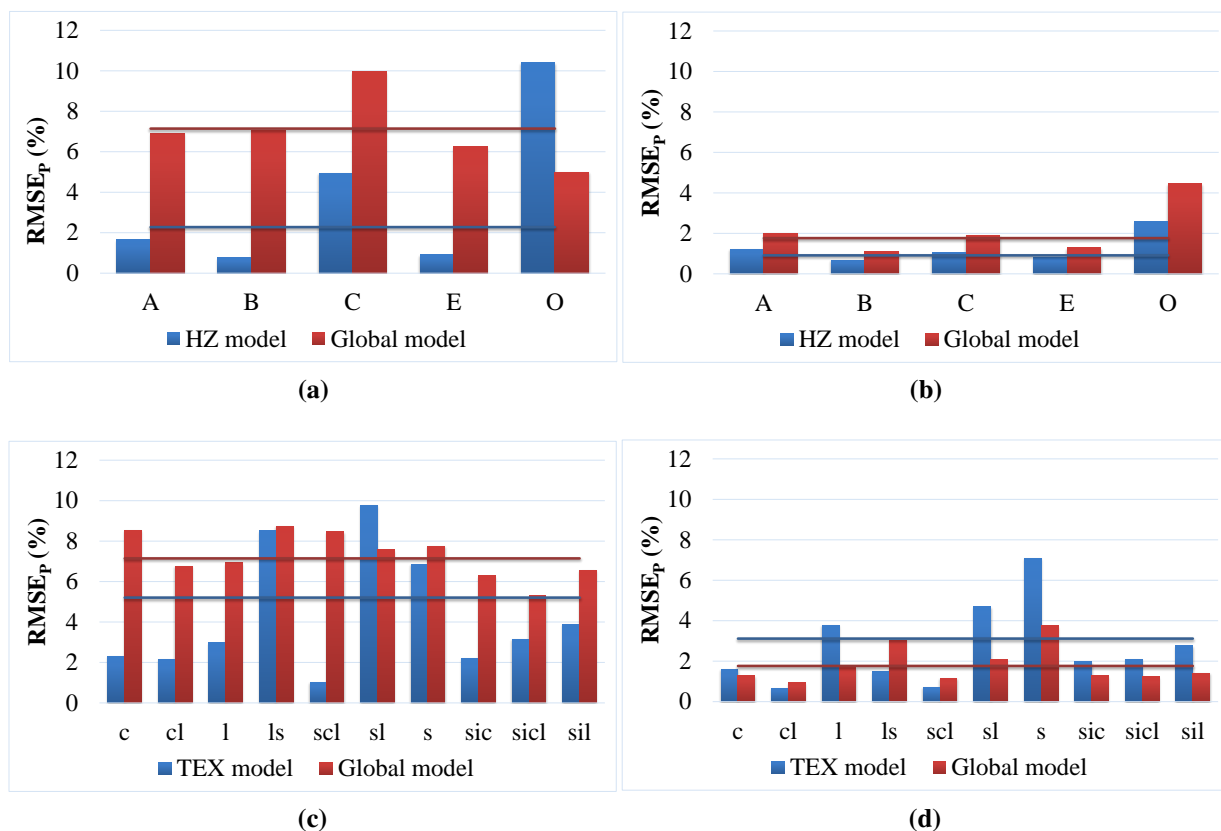 RMSEP (%)
12
10
8
6
4
2
0
A B C E O
HZ model Global model
(a)
RMSEP (%)
12
10
8
6
4
2
0
A B C E O
HZ model Global model
(b)
RMSEP (%)
12
10
8
6
4
2
0
c cl l ls scl sl s sic sicl sil
TEX model Global model
(c)
RMSEP (%)
12
10
8
6
4
2
0
c cl l ls scl sl s sic sicl sil
TEX model Global model
(d)